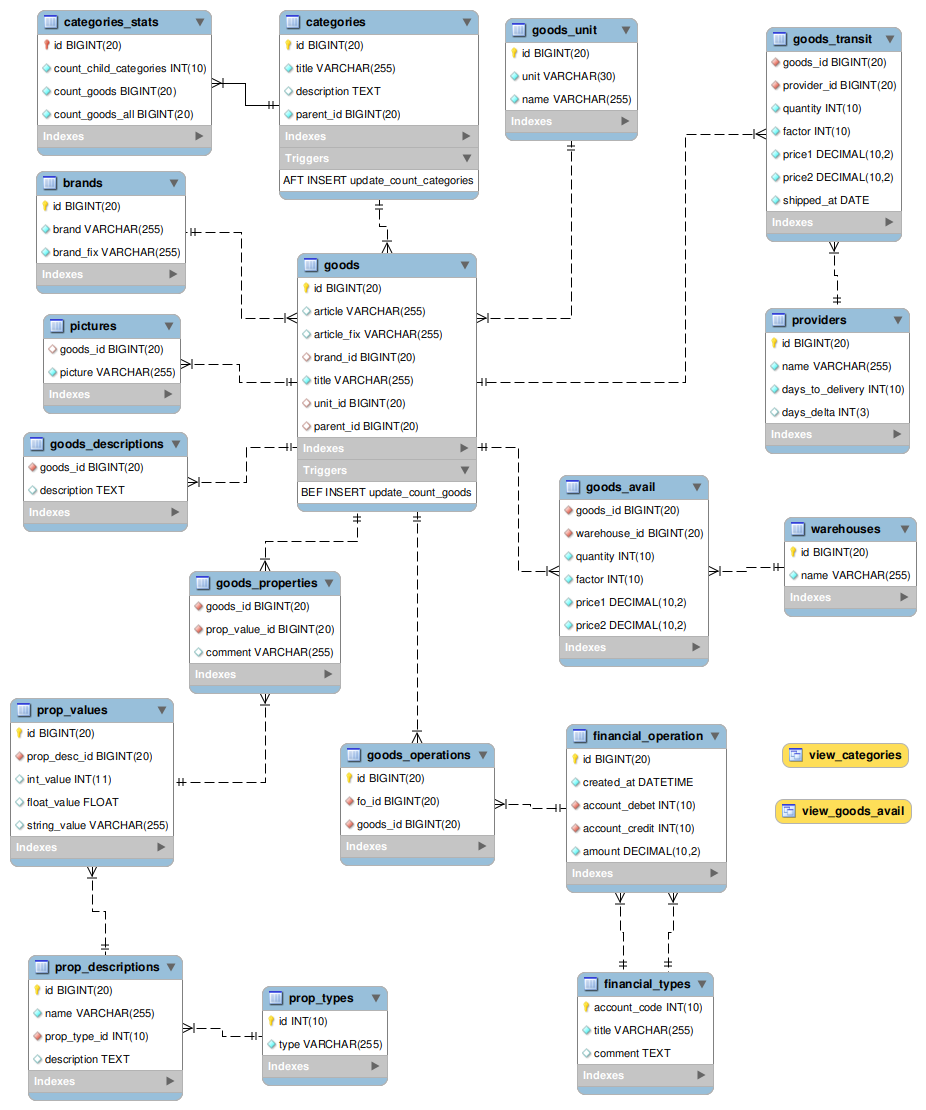 categories_stats
id BIGINT(20)
count_child_categories INT(10)
count_goods BIGINT(20)
count_goods_all BIGINT(20)
Indexes
categories
id BIGINT(20)
title VARCHAR(255)
description TEXT
parent_id BIGINT(20)
Indexes
Triggers
AFT INSERT update_count_categories
goods_unit
id BIGINT(20)
unit VARCHAR(30)
name VARCHAR(255)
Indexes
goods_transit
goods_id BIGINT(20)
provider_id BIGINT(20)
quantity INT(10)
factor INT(10)
price1 DECIMAL(10,2)
price2 DECIMAL(10,2)
shipped_at DATE
Indexes
brands
id BIGINT(20)
brand VARCHAR(255)
brand_fix VARCHAR(255)
Indexes
goods
id BIGINT(20)
article VARCHAR(255)
article_fix VARCHAR(255)
brand_id BIGINT(20)
title VARCHAR(255)
unit_id BIGINT(20)
parent_id BIGINT(20)
Indexes
Triggers
BEF INSERT update_count_goods
pictures
goods_id BIGINT(20)
picture VARCHAR(255)
Indexes
providers
id BIGINT(20)
name VARCHAR(255)
days_to_delivery INT(10)
days_delta INT(3)
Indexes
goods_descriptions
goods_id BIGINT(20)
description TEXT
Indexes
goods_avail
goods_id BIGINT(20)
warehouse_id BIGINT(20)
quantity INT(10)
factor INT(10)
price1 DECIMAL(10,2)
price2 DECIMAL(10,2)
Indexes
warehouses
id BIGINT(20)
name VARCHAR(255)
Indexes
goods_properties
goods_id BIGINT(20)
prop_value_id BIGINT(20)
comment VARCHAR(255)
Indexes
prop_values
id BIGINT(20)
prop_desc_id BIGINT(20)
int_value INT(11)
float_value FLOAT
string_value VARCHAR(255)
Indexes
goods_operations
id BIGINT(20)
fo_id BIGINT(20)
goods_id BIGINT(20)
Indexes
financial_operation
id BIGINT(20)
created_at DATETIME
account_debet INT(10)
account_credit INT(10)
amount DECIMAL(10,2)
Indexes
view_categories
view_goods_avail
prop_descriptions
id BIGINT(20)
name VARCHAR(255)
prop_type_id INT(10)
description TEXT
Indexes
prop_types
id INT(10)
type VARCHAR(255)
Indexes
financial_types
account_code INT(10)
title VARCHAR(255)
comment TEXT
Indexes